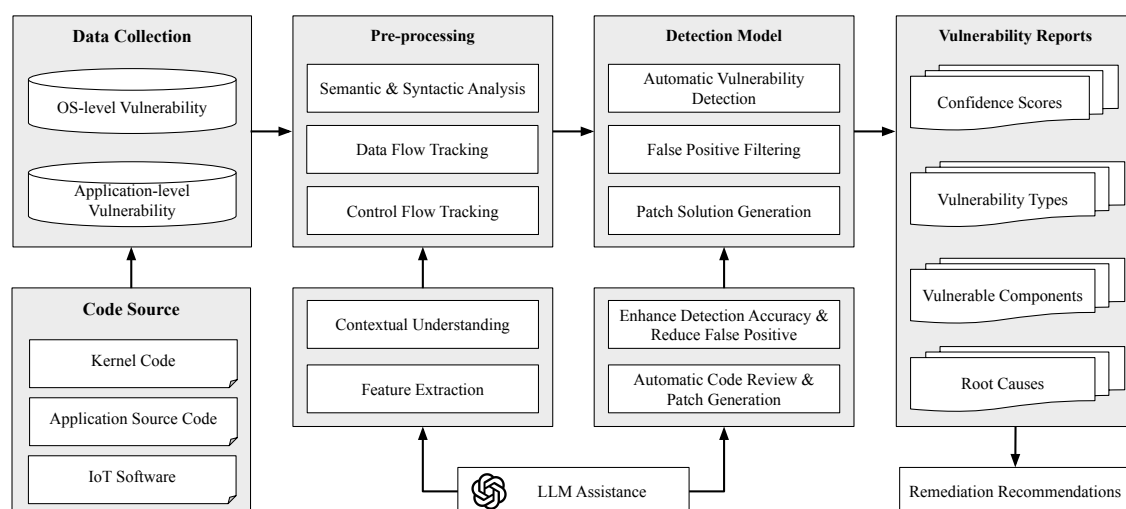 Data Collection
OS-level Vulnerability
Application-level
Vulnerability
Code Source
Kernel Code
Application Source Code
IoT Software
Pre-processing
Semantic & Syntactic Analysis
Data Flow Tracking
Control Flow Tracking
Contextual Understanding
Feature Extraction
Detection Model
Automatic Vulnerability
Detection
False Positive Filtering
Patch Solution Generation
Enhance Detection Accuracy &
Reduce False Positive
Automatic Code Review &
Patch Generation
LLM Assistance
Vulnerability Reports
Confidence Scores
Vulnerability Types
Vulnerable Components
Root Causes
Remediation Recommendations